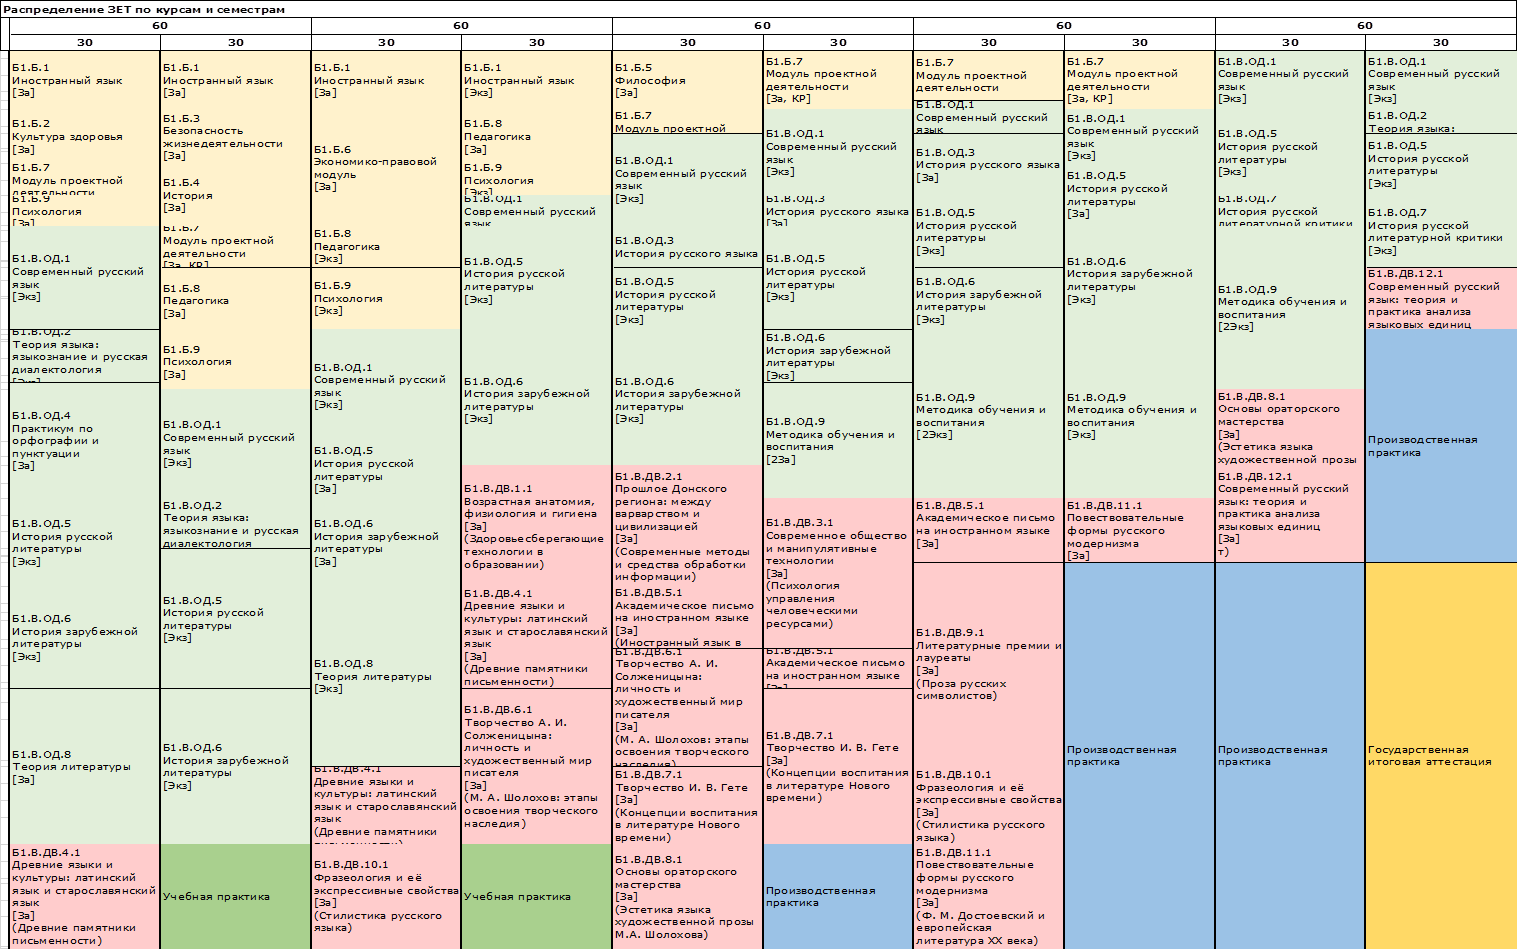 Распределение ЗЕТ по курсам и семестрам
60
60
60
60
60
30
30
30
30
30
30
30
30
30
30
Б1.Б.1
Иностранный язык
[За]
Б1.Б.2
Культура здоровья
[За]
Б1.Б.7
Модуль проектной
деятельности
Б1.Б.9
Психология
[За]
Б1.В.ОД.1
Современный русский
язык
[Экз]
Б1.В.ОД.2
Теория языка:
языкознание и русская
диалектология
[Экз]
Б1.В.ОД.4
Практикум по
орфографии и
пунктуации
[За]
Б1.В.ОД.5
История русской
литературы
[Экз]
Б1.В.ОД.6
История зарубежной
литературы
[Экз]
Б1.В.ОД.8
Теория литературы
[За]
Б1.В.ДВ.4.1
Древние языки и
культуры: латинский
язык и старославянский
язык
[За]
(Древние памятники
письменности)
Б1.Б.1
Иностранный язык
[За]
Б1.Б.3
Безопасность
жизнедеятельности
[За]
Б1.Б.4
История
[За]
Б1.Б.7
Модуль проектной
деятельности
[За, КР]
Б1.Б.8
Педагогика
[За]
Б1.Б.9
Психология
[За]
Б1.В.ОД.1
Современный русский
язык
[Экз]
Б1.В.ОД.2
Теория языка:
языкознание и русская
диалектология
Б1.В.ОД.5
История русской
литературы
[Экз]
Б1.В.ОД.6
История зарубежной
литературы
[Экз]
Учебная практика
Б1.Б.1
Иностранный язык
[За]
Б1.Б.6
Экономико-правовой
модуль
[За]
Б1.Б.8
Педагогика
[Экз]
Б1.Б.9
Психология
[Экз]
Б1.В.ОД.1
Современный русский
язык
[Экз]
Б1.В.ОД.5
История русской
литературы
[За]
Б1.В.ОД.6
История зарубежной
литературы
[За]
Б1.В.ОД.8
Теория литературы
[Экз]
Б1.В.ДВ.4.1
Древние языки и
культуры: латинский
язык и старославянский
язык
(Древние памятники
письменности)
Б1.В.ДВ.10.1
Фразеология и её
экспрессивные свойства
[За]
(Стилистика русского
языка)
Б1.Б.1
Иностранный язык
[Экз]
Б1.Б.8
Педагогика
[За]
Б1.Б.9
Психология
[Экз]
Б1.В.ОД.1
Современный русский
язык
Б1.В.ОД.5
История русской
литературы
[Экз]
Б1.В.ОД.6
История зарубежной
литературы
[Экз]
Б1.В.ДВ.1.1
Возрастная анатомия,
физиология и гигиена
[За]
(Здоровьесберегающие
технологии в
образовании)
Б1.В.ДВ.4.1
Древние языки и
культуры: латинский
язык и старославянский
язык
[За]
(Древние памятники
письменности)
Б1.В.ДВ.6.1
Творчество А. И.
Солженицына:
личность и
художественный мир
писателя
[За]
(М. А. Шолохов: этапы
освоения творческого
наследия)
Учебная практика
Б1.Б.5
Философия
[За]
Б1.Б.7
Модуль проектной
Б1.В.ОД.1
Современный русский
язык
[Экз]
Б1.В.ОД.3
История русского языка
Б1.В.ОД.5
История русской
литературы
[Экз]
Б1.В.ОД.6
История зарубежной
литературы
[Экз]
Б1.В.ДВ.2.1
Прошлое Донского
региона: между
варварством и
цивилизацией
[За]
(Современные методы
и средства обработки
информации)
Б1.В.ДВ.5.1
Академическое письмо
на иностранном языке
[За]
(Иностранный язык в
Б1.В.ДВ.6.1
Творчество А. И.
Солженицына:
личность и
художественный мир
писателя
[За]
(М. А. Шолохов: этапы
освоения творческого
наследия)
Б1.В.ДВ.7.1
Творчество И. В. Гете
[За]
(Концепции воспитания
в литературе Нового
времени)
Б1.В.ДВ.8.1
Основы ораторского
мастерства
[За]
(Эстетика языка
художественной прозы
М.А. Шолохова)
Б1.Б.7
Модуль проектной
деятельности
[За, КР]
Б1.В.ОД.1
Современный русский
язык
[Экз]
Б1.В.ОД.3
История русского языка
[За]
Б1.В.ОД.5
История русской
литературы
[Экз]
Б1.В.ОД.6
История зарубежной
литературы
[Экз]
Б1.В.ОД.9
Методика обучения и
воспитания
[2За]
Б1.В.ДВ.3.1
Современное общество
и манипулятивные
технологии
[За]
(Психология
управления
человеческими
ресурсами)
Б1.В.ДВ.5.1
Академическое письмо
на иностранном языке
[За]
Б1.В.ДВ.7.1
Творчество И. В. Гете
[За]
(Концепции воспитания
в литературе Нового
времени)
Производственная
практика
Б1.Б.7
Модуль проектной
деятельности
Б1.В.ОД.1
Современный русский
язык
Б1.В.ОД.3
История русского языка
[За]
Б1.В.ОД.5
История русской
литературы
[Экз]
Б1.В.ОД.6
История зарубежной
литературы
[Экз]
Б1.В.ОД.9
Методика обучения и
воспитания
[2Экз]
Б1.В.ДВ.5.1
Академическое письмо
на иностранном языке
[За]
Б1.В.ДВ.9.1
Литературные премии и
лауреаты
[За]
(Проза русских
символистов)
Б1.В.ДВ.10.1
Фразеология и её
экспрессивные свойства
[За]
(Стилистика русского
языка)
Б1.В.ДВ.11.1
Повествовательные
формы русского
модернизма
[За]
(Ф. М. Достоевский и
европейская
литература XX века)
Б1.Б.7
Модуль проектной
деятельности
[За, КР]
Б1.В.ОД.1
Современный русский
язык
[Экз]
Б1.В.ОД.5
История русской
литературы
[За]
Б1.В.ОД.6
История зарубежной
литературы
[Экз]
Б1.В.ОД.9
Методика обучения и
воспитания
[Экз]
Б1.В.ДВ.11.1
Повествовательные
формы русского
модернизма
[За]
Производственная
практика
Б1.В.ОД.1
Современный русский
язык
[Экз]
Б1.В.ОД.5
История русской
литературы
[Экз]
Б1.В.ОД.7
История русской
литературной критики
Б1.В.ОД.9
Методика обучения и
воспитания
[2Экз]
Б1.В.ДВ.8.1
Основы ораторского
мастерства
[За]
(Эстетика языка
художественной прозы
Б1.В.ДВ.12.1
Современный русский
язык: теория и
практика анализа
языковых единиц
[За]
т)
Производственная
практика
Б1.В.ОД.1
Современный русский
язык
[Экз]
Б1.В.ОД.2
Теория языка:
Б1.В.ОД.5
История русской
литературы
[Экз]
Б1.В.ОД.7
История русской
литературной критики
[Экз]
Б1.В.ДВ.12.1
Современный русский
язык: теория и
практика анализа
языковых единиц
Производственная
практика
Государственная
итоговая аттестация